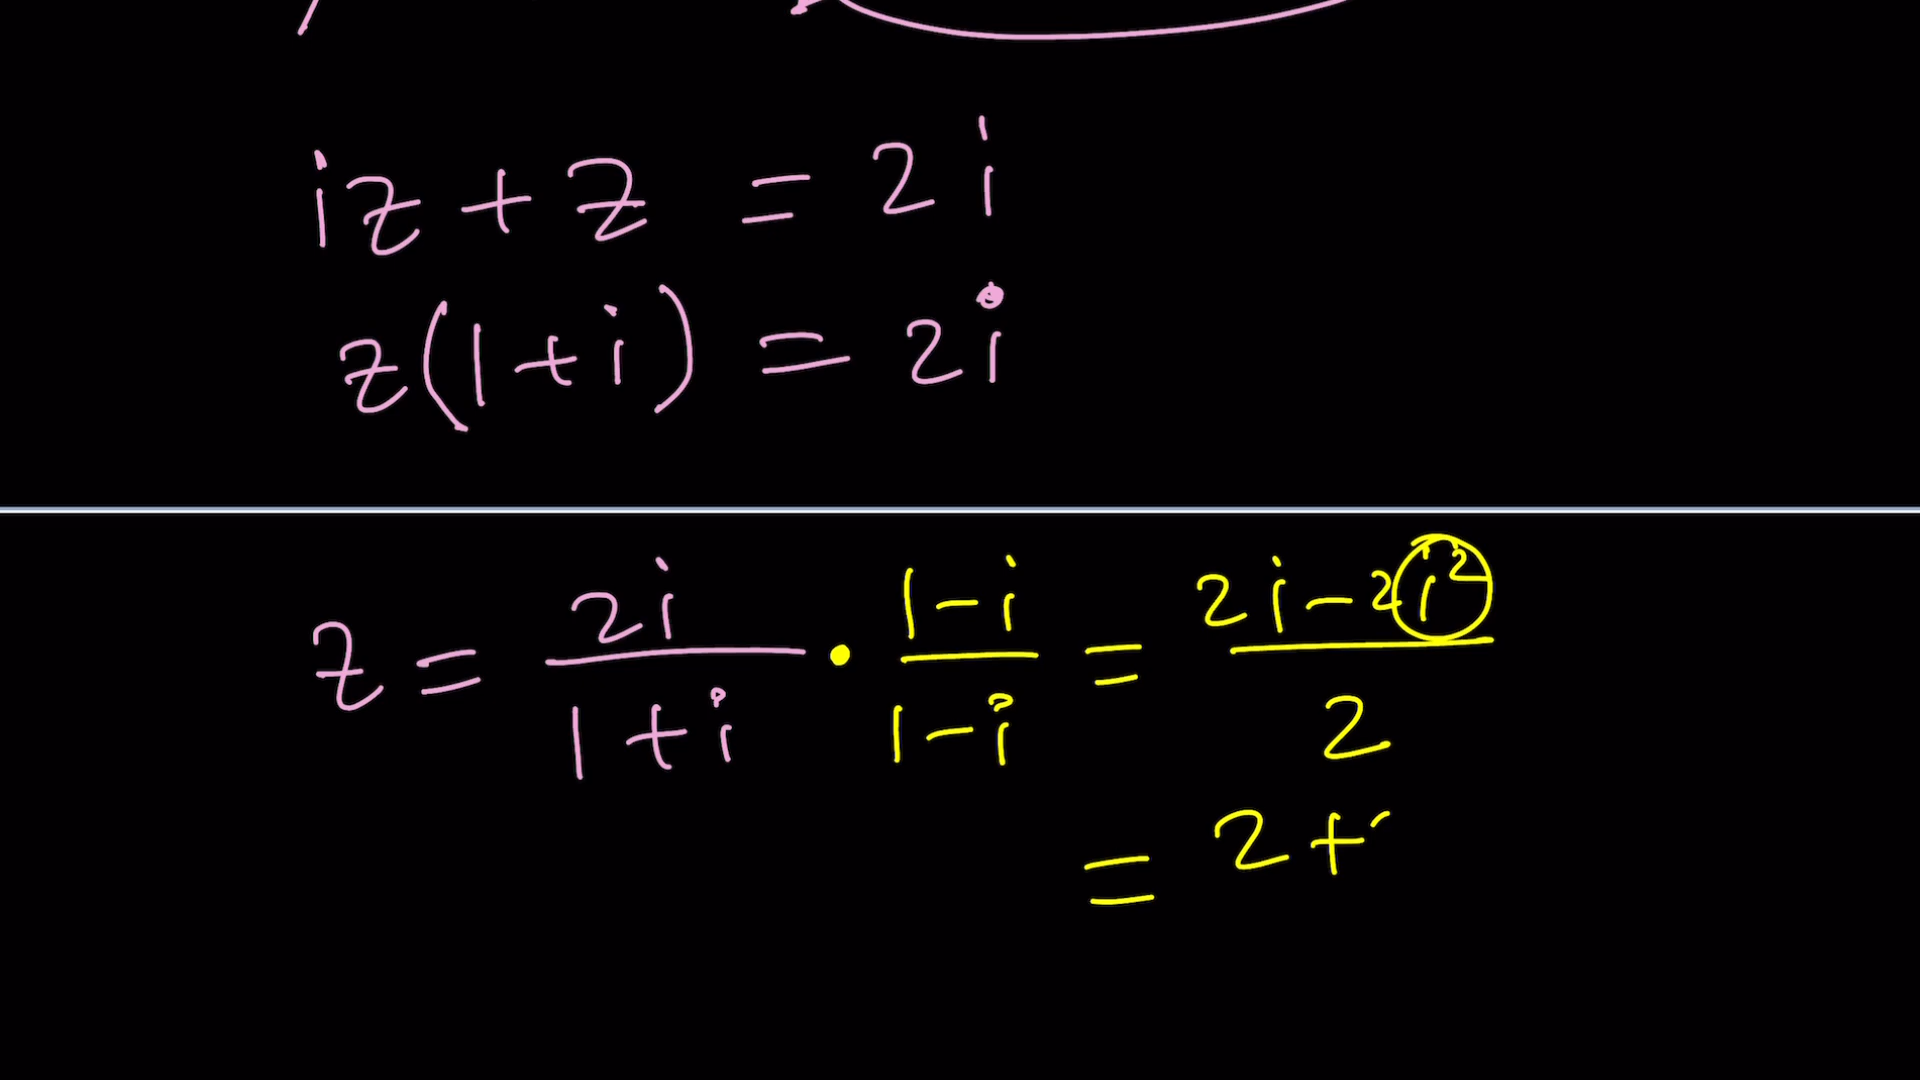 iz + z = 2i
z(1+i) = 2i
z = 2i/(1+i) · (1-i)/(1-i) = (2i-2i²)/2
= 2 +